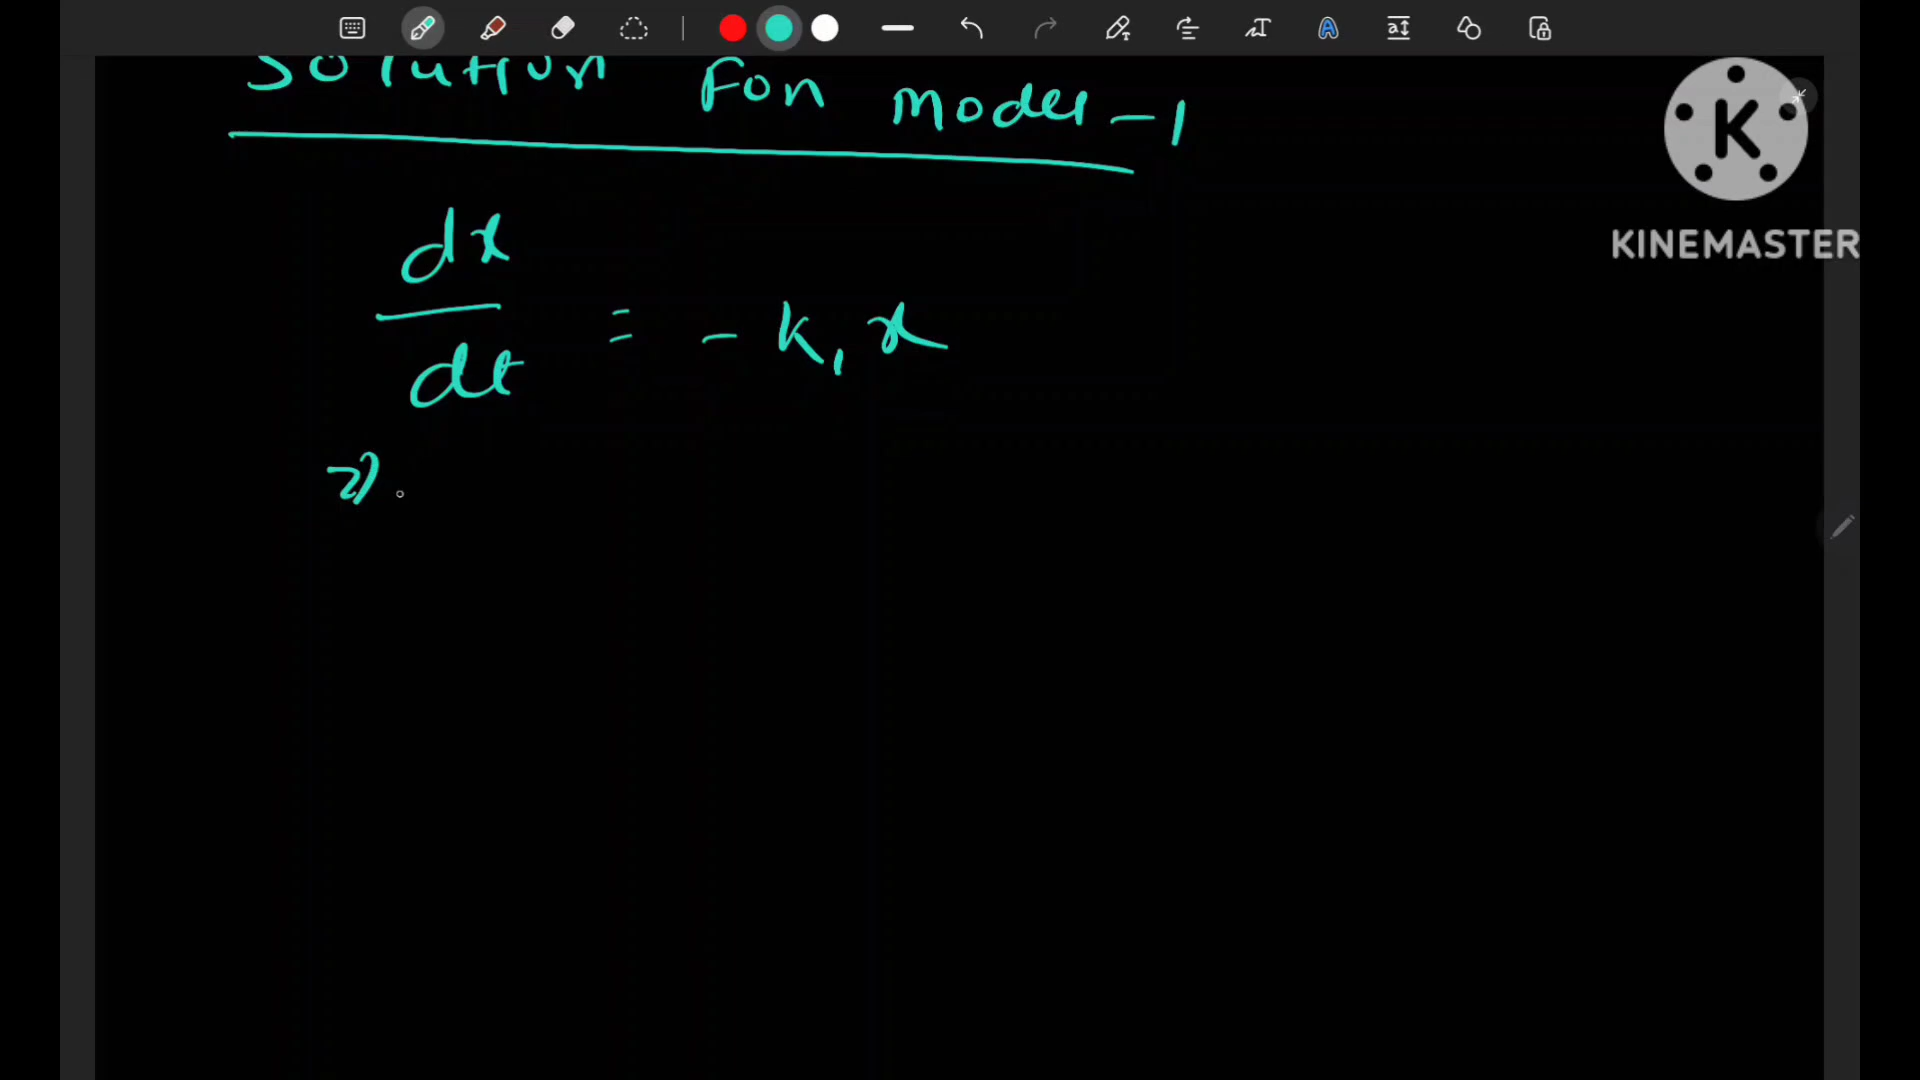 Solution For model-1
dx/dt = -k₁x
⇒
K
KINEMASTER